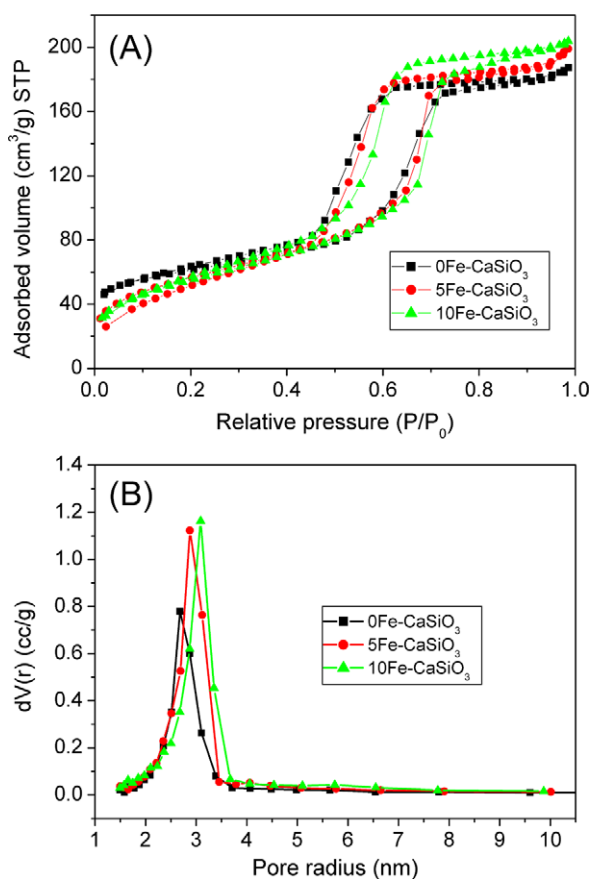 (A)
Adsorbed volume (cm³/g) STP
200
160
120
80
40
0
0Fe-CaSiO₃
5Fe-CaSiO₃
10Fe-CaSiO₃
0.0 0.2 0.4 0.6 0.8 1.0
Relative pressure (P/P₀)
(B)
dV(r) (cc/g)
1.4
1.2
1.0
0.8
0.6
0.4
0.2
0.0
0Fe-CaSiO₃
5Fe-CaSiO₃
10Fe-CaSiO₃
1 2 3 4 5 6 7 8 9 10
Pore radius (nm)